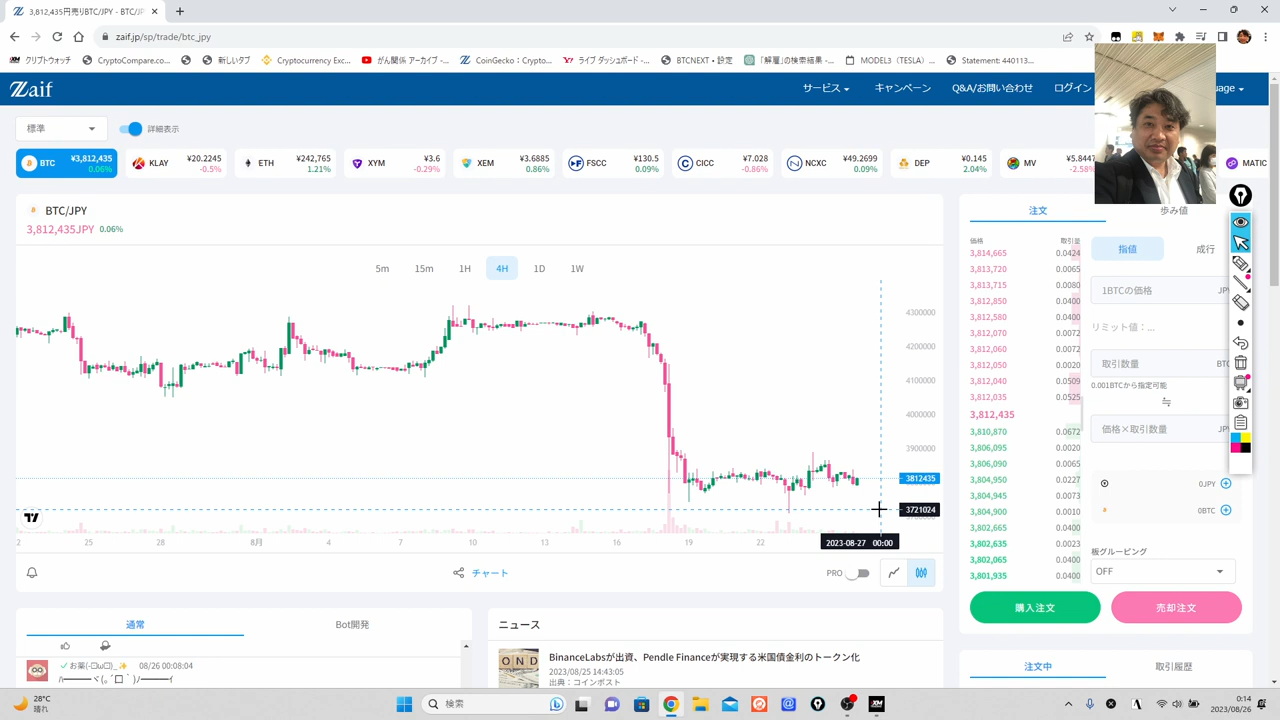 3,812,435円売りBTC/JPY - BTC/JP
zaif.jp/sp/trade/btc_jpy
クリプトウォッチ
CryptoCompare.co...
新しいタブ
Cryptocurrency Exc...
がん関係 アーカイブ -...
CoinGecko：Crypto...
ライブ ダッシュボード -...
BTCNEXT • 設定
「解雇」の検索結果 -...
MODEL3（TESLA）...
Statement: 440113...
Zaif
サービス
キャンペーン
Q&A/お問い合わせ
ログイン
uage
標準
詳細表示
BTC ¥3,812,435 0.06%
KLAY ¥20.2245 -0.5%
ETH ¥242,765 1.21%
XYM ¥3.6 -0.29%
XEM ¥3.6885 0.86%
FSCC ¥130.5 0.09%
CICC ¥7.028 -0.86%
NCXC ¥49.2699 0.09%
DEP ¥0.145 2.04%
MV ¥5.8447 -2.58%
MATIC
BTC/JPY
3,812,435JPY 0.06%
5m 15m 1H 4H 1D 1W
4300000
4200000
4100000
4000000
3900000
3812435
3721024
2 25 28 8月 4 7 10 13 16 19 22
2023-08-27 00:00
チャート
PRO
注文
歩み値
価格 取引量
3,814,665 0.0424
3,813,720 0.0065
3,813,715 0.0080
3,812,850 0.0400
3,812,580 0.0400
3,812,070 0.0072
3,812,060 0.0072
3,812,050 0.0020
3,812,040 0.0509
3,812,035 0.0525
3,812,435
3,810,870 0.0672
3,806,095 0.0020
3,806,090 0.0065
3,804,950 0.0227
3,804,945 0.0073
3,804,900 0.0010
3,802,665 0.0400
3,802,635 0.0023
3,802,065 0.0400
3,801,935 0.0400
指値
成行
1BTCの価格 JP
リミット値：...
取引数量 BTC
0.001BTCから指定可能
価格×取引数量 JP
0JPY
0BTC
板グルーピング
OFF
購入注文
売却注文
通常
Bot開発
お薬(-□ω□)_✨ 08/26 00:08:04
ニュース
BinanceLabsが出資、Pendle Financeが実現する米国債金利のトークン化
2023/08/25 14:43:05
出典：コインポスト
OND
注文中
取引履歴
28°C
晴れ
検索
XM
A
0:14
2023/08/26